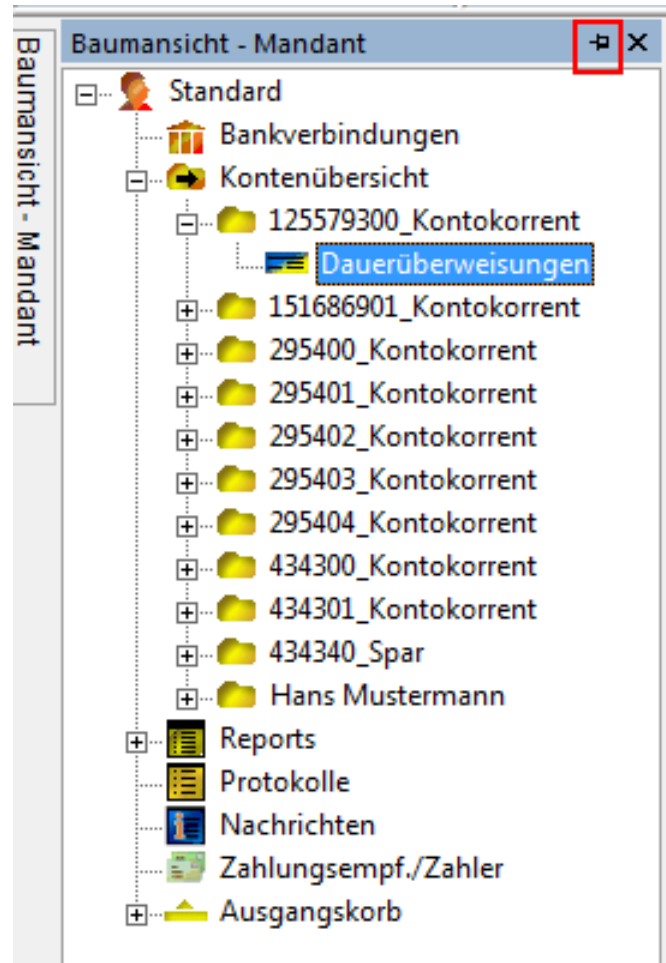 Baumansicht - Mandant
Baumansicht - Mandant
Standard
Bankverbindungen
Kontenübersicht
125579300_Kontokorrent
Dauerüberweisungen
151686901_Kontokorrent
295400_Kontokorrent
295401_Kontokorrent
295402_Kontokorrent
295403_Kontokorrent
295404_Kontokorrent
434300_Kontokorrent
434301_Kontokorrent
434340_Spar
Hans Mustermann
Reports
Protokolle
Nachrichten
Zahlungsempf./Zahler
Ausgangskorb